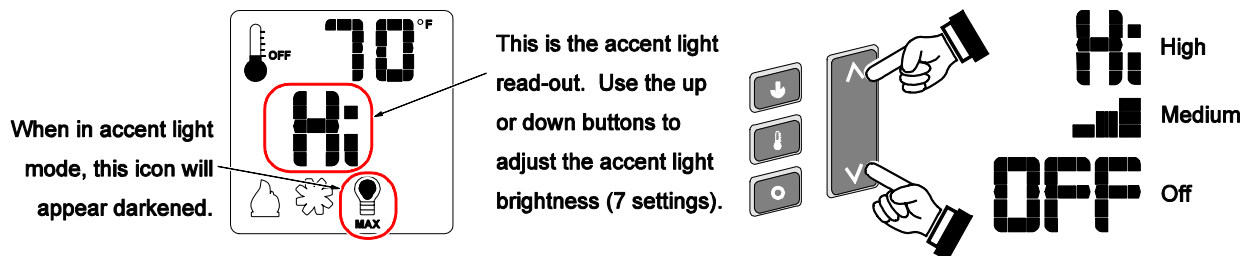 When in accent light
mode, this icon will
appear darkened.
OFF
70°F
Hi
MAX
This is the accent light
read-out.  Use the up
or down buttons to
adjust the accent light
brightness (7 settings).
Hi
High
Medium
OFF
Off